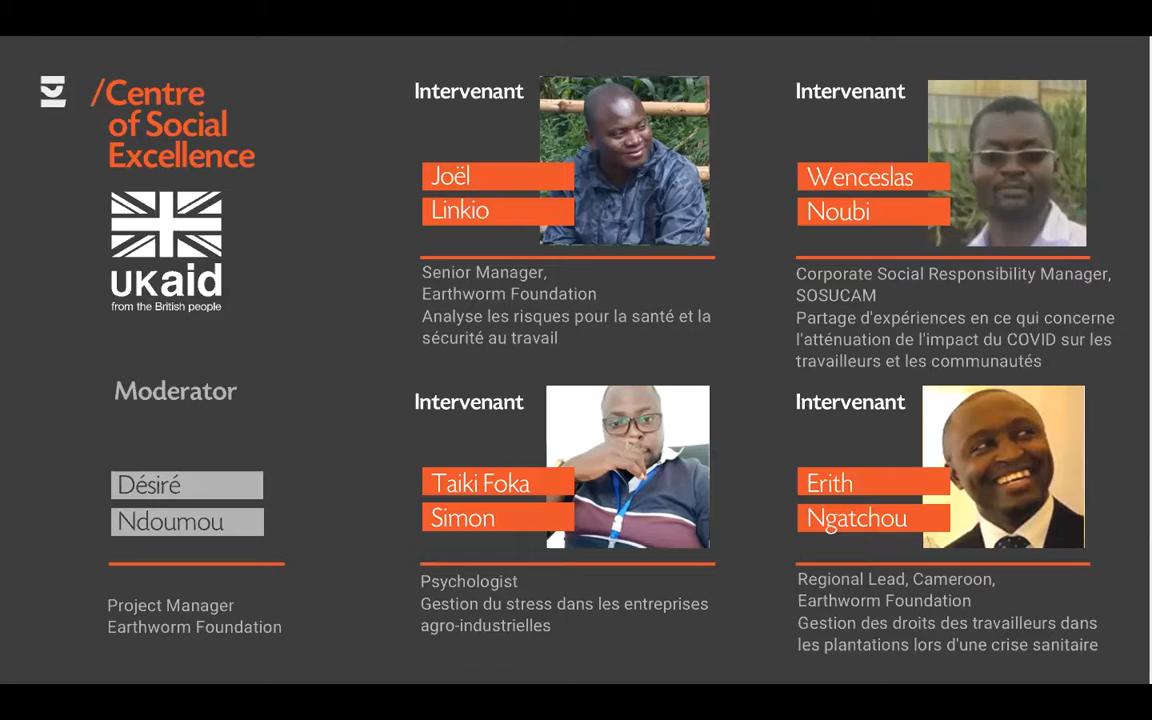 /Centre
of Social
Excellence
UKaid
from the British people
Moderator
Désiré
Ndoumou
Project Manager
Earthworm Foundation
Intervenant
Joël
Linkio
Senior Manager,
Earthworm Foundation
Analyse les risques pour la santé et la
sécurité au travail
Intervenant
Wenceslas
Noubi
Corporate Social Responsibility Manager,
SOSUCAM
Partage d'expériences en ce qui concerne
l'atténuation de l'impact du COVID sur les
travailleurs et les communautés
Intervenant
Taiki Foka
Simon
Psychologist
Gestion du stress dans les entreprises
agro-industrielles
Intervenant
Erith
Ngatchou
Regional Lead, Cameroon,
Earthworm Foundation
Gestion des droits des travailleurs dans
les plantations lors d'une crise sanitaire